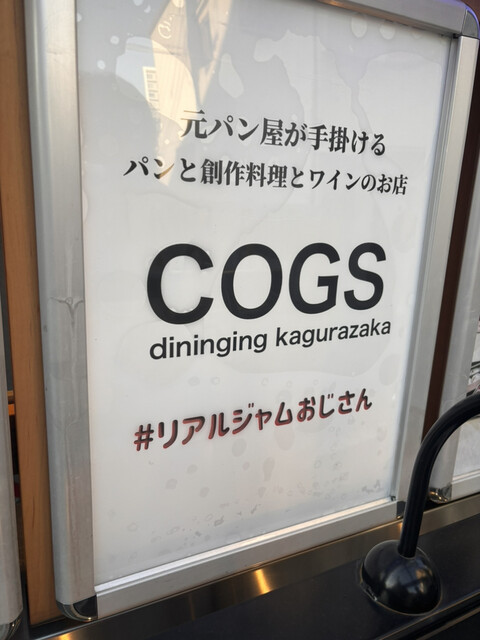 元パン屋が手掛ける
パンと創作料理とワインのお店
COGS
dininging kagurazaka
#リアルジャムおじさん